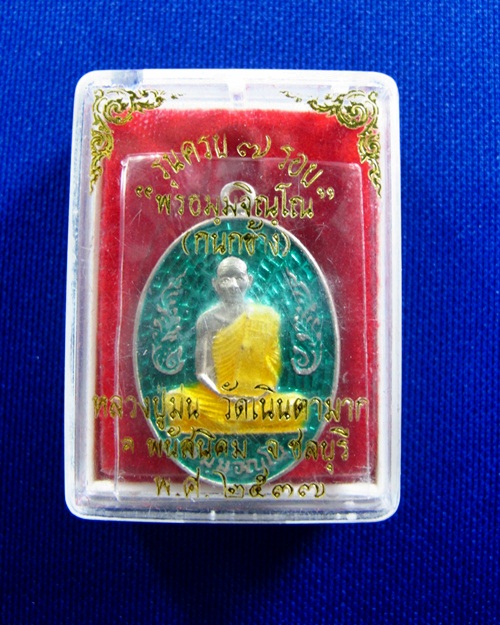 รุ่นครบ ๗ รอบ
"พรอมฺมจิณฺโณ"
(กนกข้าง)
หลวงปู่ม่น วัดเนินตามาก
อ พนัสนิคม จ ชลบุรี
พ.ศ. ๒๕๓๗